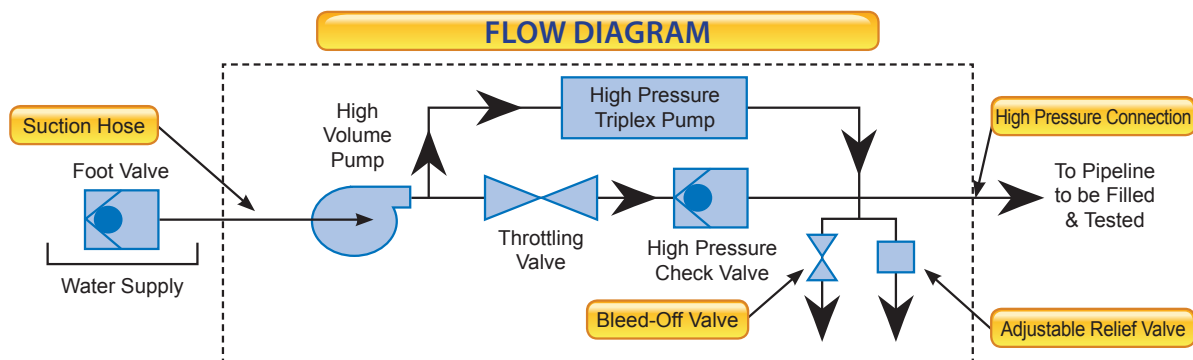 FLOW DIAGRAM
Suction Hose
Foot Valve
Water Supply
High
Volume
Pump
High Pressure
Triplex Pump
Throttling
Valve
High Pressure
Check Valve
Bleed-Off Valve
High Pressure Connection
To Pipeline
to be Filled
& Tested
Adjustable Relief Valve